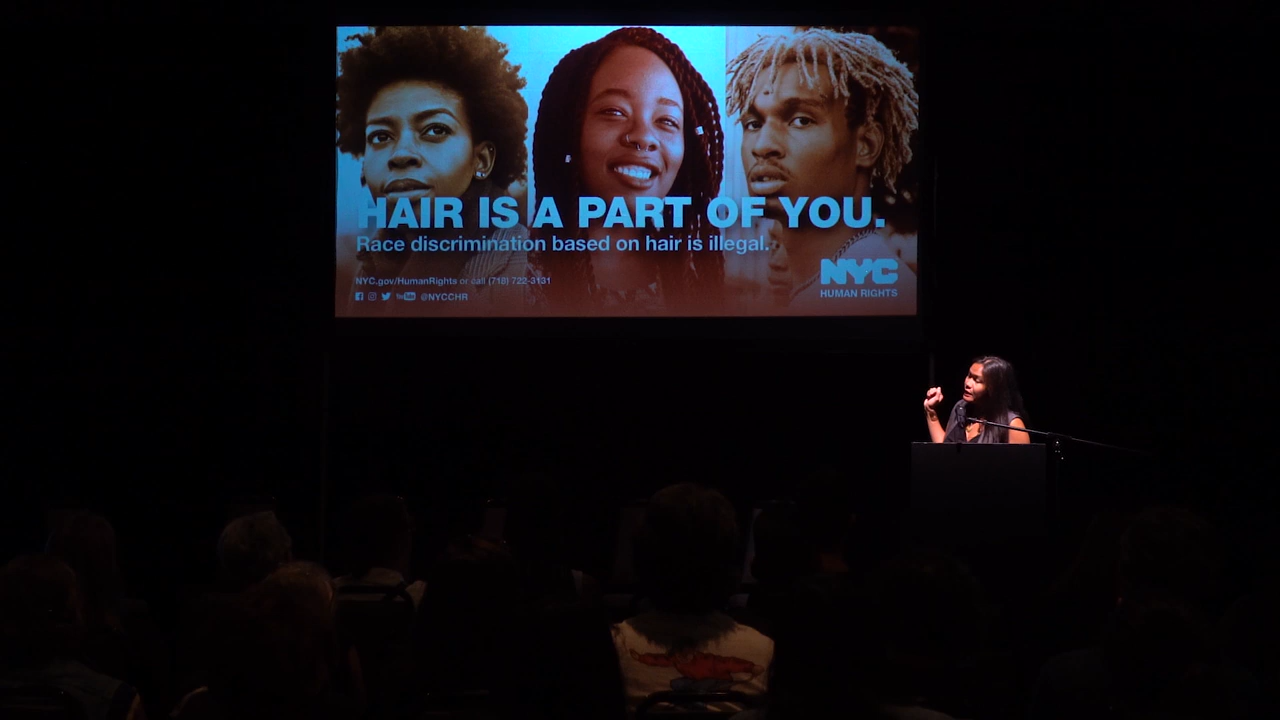 HAIR IS A PART OF YOU.
Race discrimination based on hair is illegal.
NYC.gov/HumanRights or call (718) 722-3131
YouTube @NYCCHR
NYC
HUMAN RIGHTS